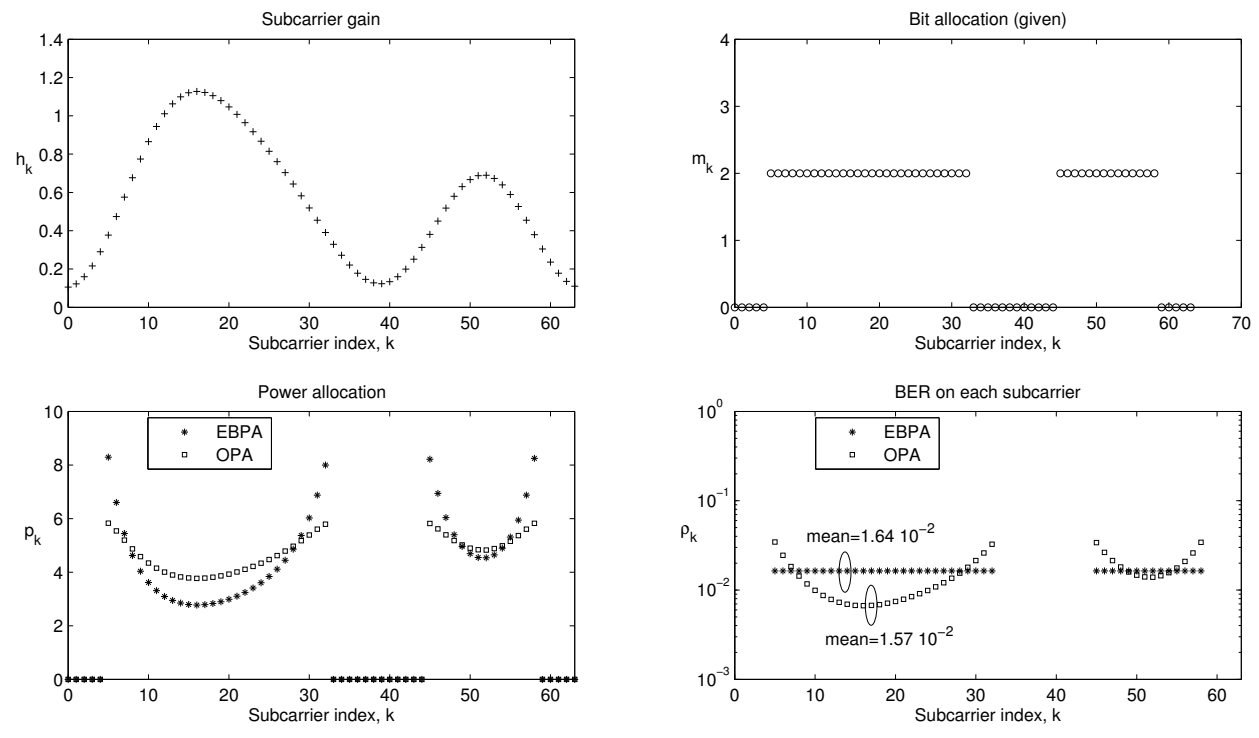 Subcarrier gain
1.4
1.2
1
0.8
0.6
0.4
0.2
0
h_k
0 10 20 30 40 50 60
Subcarrier index, k
Bit allocation (given)
4
3
2
1
0
m_k
0 10 20 30 40 50 60 70
Subcarrier index, k
Power allocation
10
8
6
4
2
0
p_k
EBPA
OPA
0 10 20 30 40 50 60
Subcarrier index, k
BER on each subcarrier
10^0
10^-1
10^-2
10^-3
ρ_k
EBPA
OPA
mean=1.64 10^-2
mean=1.57 10^-2
0 10 20 30 40 50 60
Subcarrier index, k